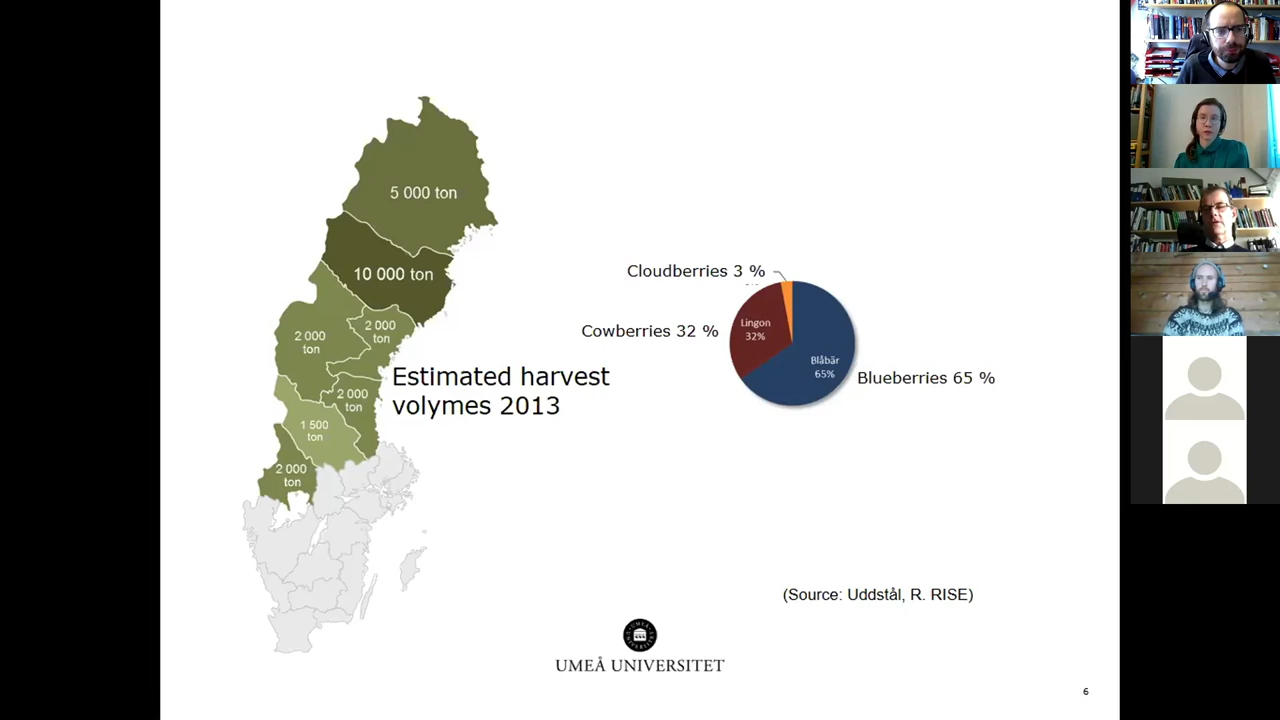 5 000 ton
10 000 ton
2 000
ton
2 000
ton
2 000
ton
1 500
ton
2 000
ton
Estimated harvest
volymes 2013
Cloudberries 3 %
Cowberries 32 %
Lingon
32%
Blåbär
65%
Blueberries 65 %
(Source: Uddstål, R. RISE)
UMEÅ UNIVERSITET
6